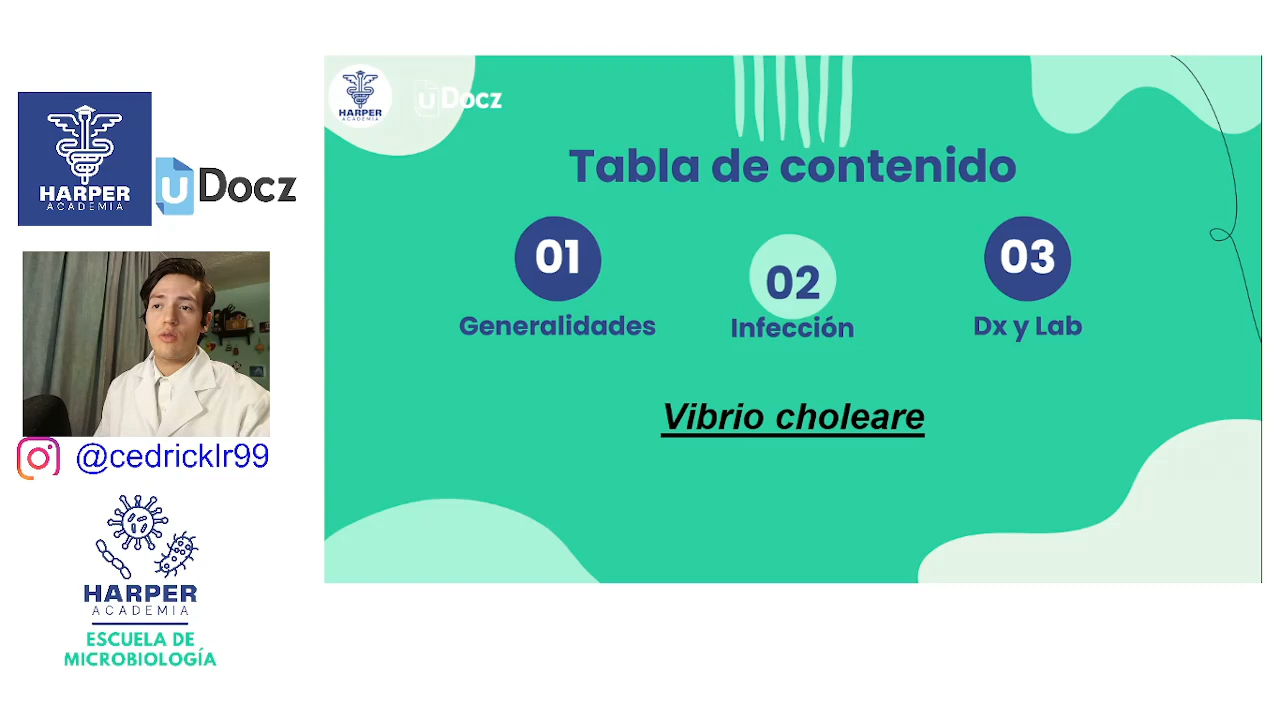 HARPER
ACADEMIA
uDocz
@cedricklr99
HARPER
ACADEMIA
ESCUELA DE
MICROBIOLOGÍA
HARPER
ACADEMIA
uDocz
Tabla de contenido
01
Generalidades
02
Infección
03
Dx y Lab
Vibrio choleare